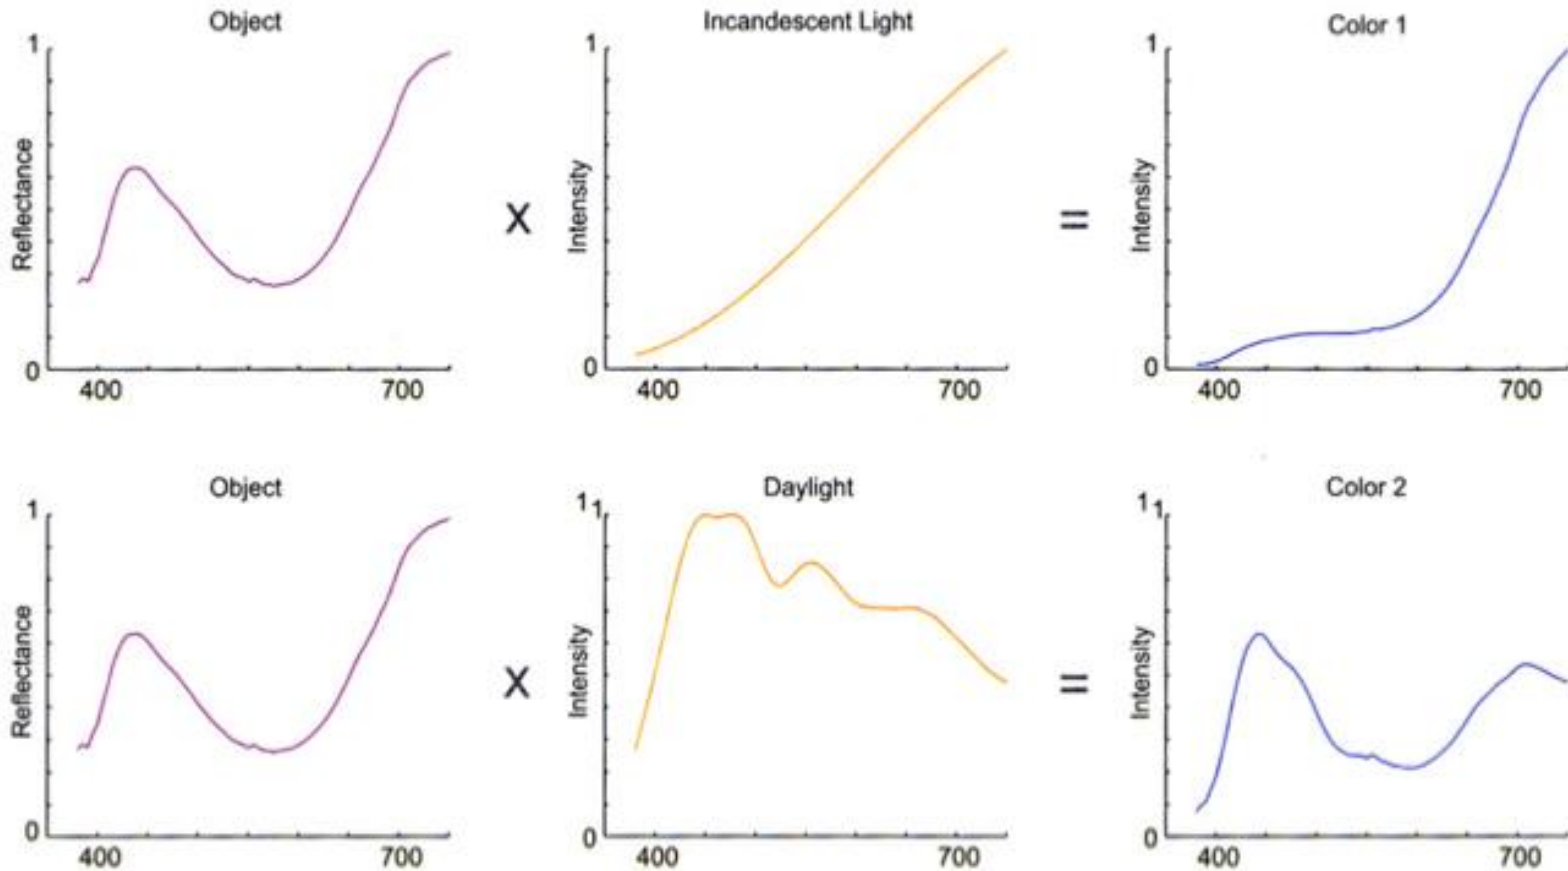 Object
Incandescent Light
Color 1
1
Reflectance
0
400 700
X
1
Intensity
0
400 700
=
1
Intensity
0
400 700
Object
Daylight
Color 2
1
Reflectance
0
400 700
X
1 1
Intensity
0
400 700
=
1 1
Intensity
0
400 700